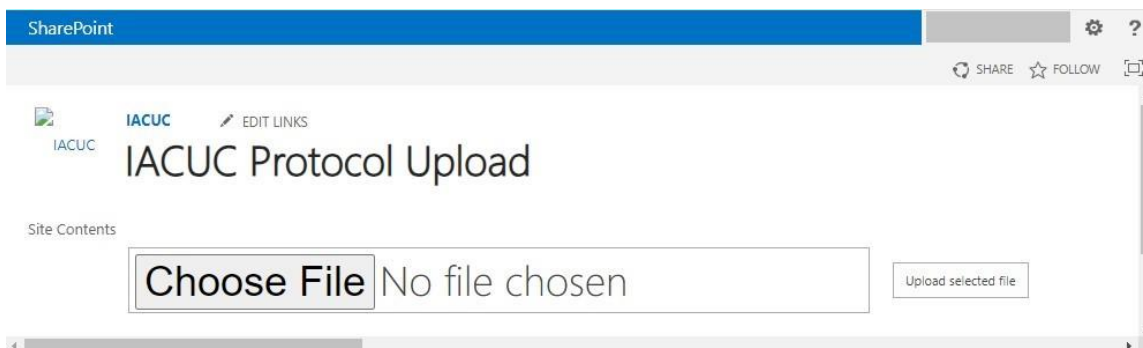 SharePoint
?
SHARE FOLLOW
IACUC
IACUC EDIT LINKS
IACUC Protocol Upload
Site Contents
Choose File No file chosen
Upload selected file